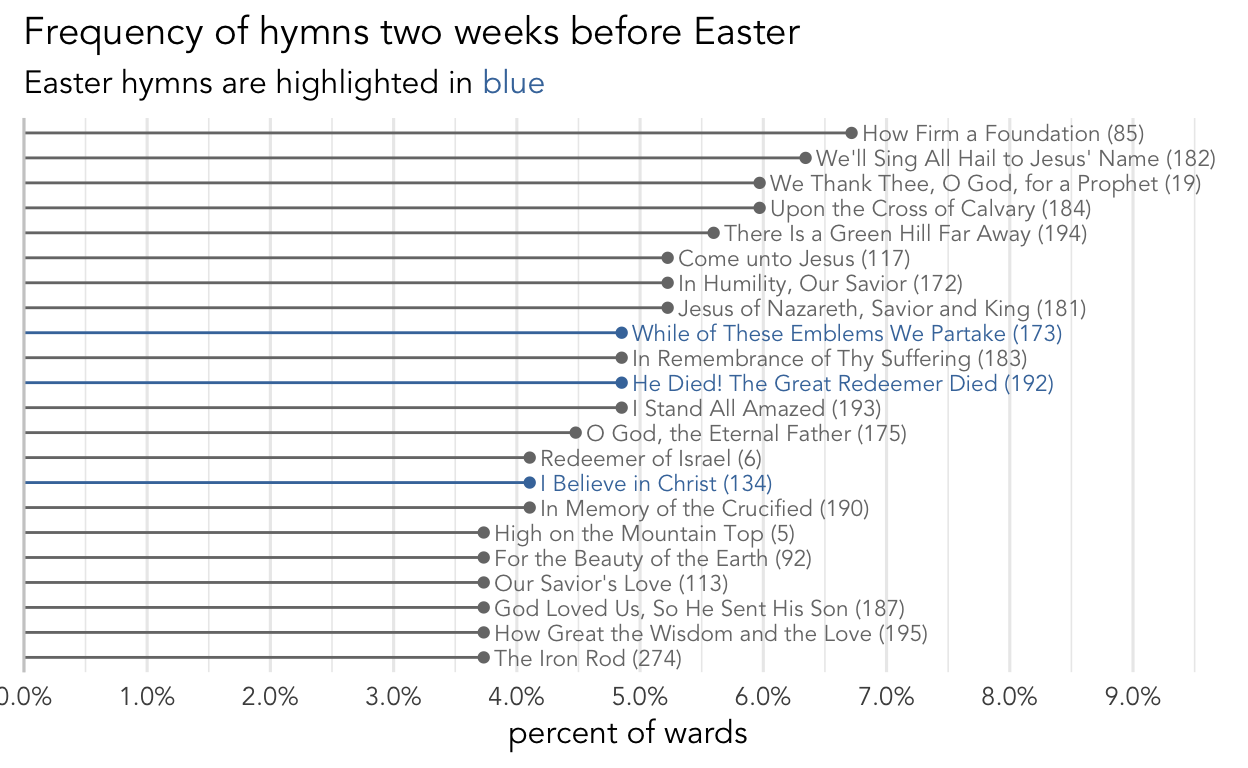 Frequency of hymns two weeks before Easter
Easter hymns are highlighted in blue
How Firm a Foundation (85)
We'll Sing All Hail to Jesus' Name (182)
We Thank Thee, O God, for a Prophet (19)
Upon the Cross of Calvary (184)
There Is a Green Hill Far Away (194)
Come unto Jesus (117)
In Humility, Our Savior (172)
Jesus of Nazareth, Savior and King (181)
While of These Emblems We Partake (173)
In Remembrance of Thy Suffering (183)
He Died! The Great Redeemer Died (192)
I Stand All Amazed (193)
O God, the Eternal Father (175)
Redeemer of Israel (6)
I Believe in Christ (134)
In Memory of the Crucified (190)
High on the Mountain Top (5)
For the Beauty of the Earth (92)
Our Savior's Love (113)
God Loved Us, So He Sent His Son (187)
How Great the Wisdom and the Love (195)
The Iron Rod (274)
0.0% 1.0% 2.0% 3.0% 4.0% 5.0% 6.0% 7.0% 8.0% 9.0%
percent of wards